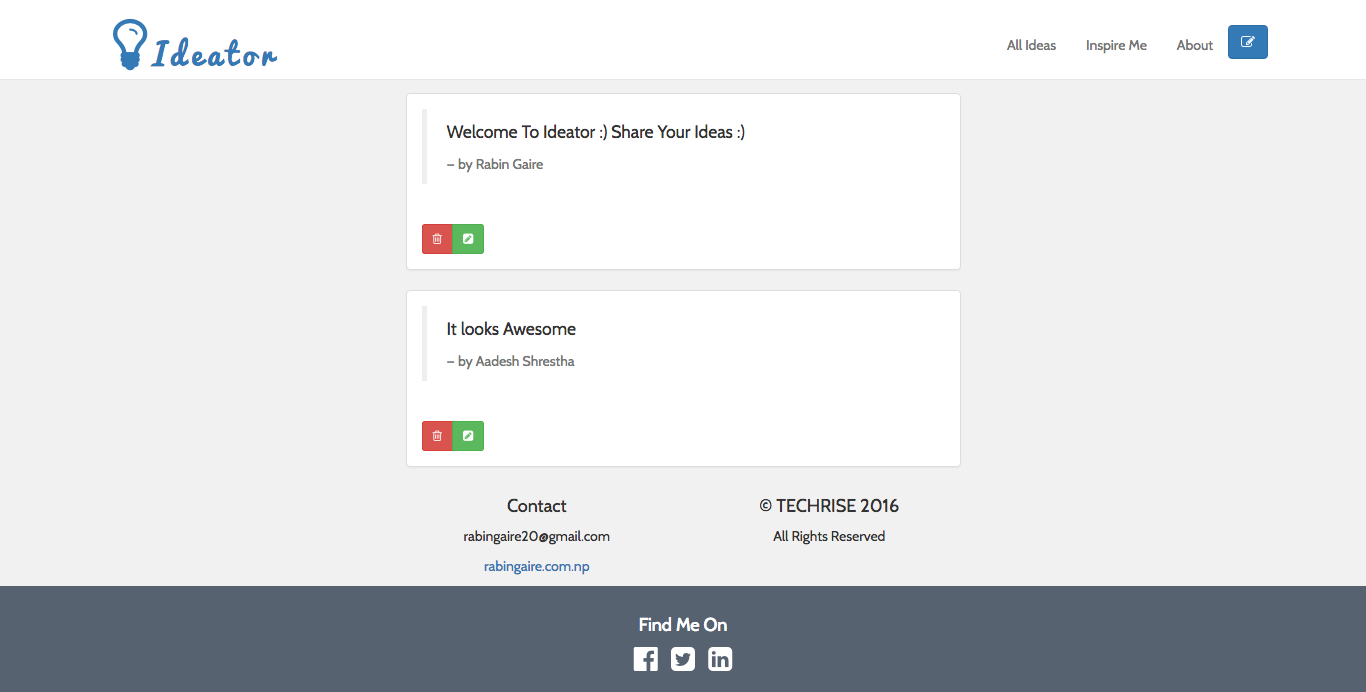 Ideator
All Ideas
Inspire Me
About
Welcome To Ideator :) Share Your Ideas :)
– by Rabin Gaire
It looks Awesome
– by Aadesh Shrestha
Contact
rabingaire20@gmail.com
rabingaire.com.np
© TECHRISE 2016
All Rights Reserved
Find Me On